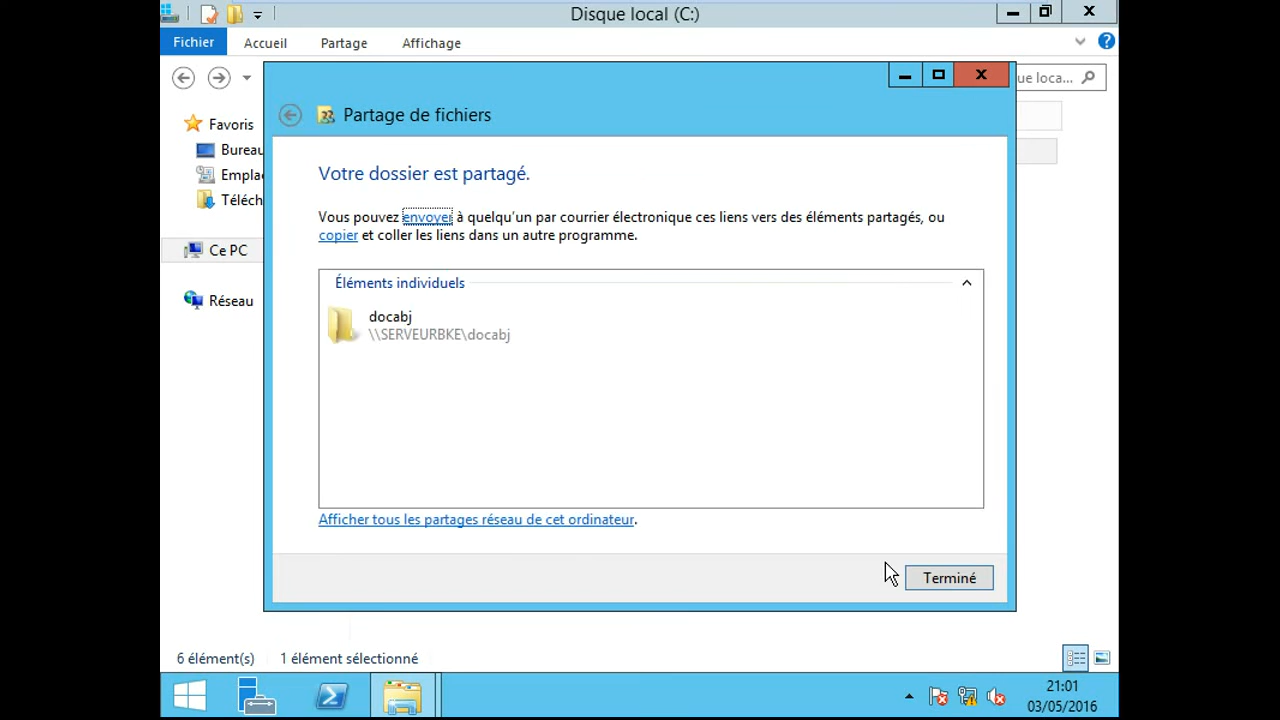 Disque local (C:)
Fichier Accueil Partage Affichage
que loca...
Partage de fichiers
Favoris
Bureau
Emplac
Téléch
Ce PC
Réseau
Votre dossier est partagé.
Vous pouvez envoyer à quelqu'un par courrier électronique ces liens vers des éléments partagés, ou
copier et coller les liens dans un autre programme.
Éléments individuels
docabj
\\SERVEURBKE\docabj
Afficher tous les partages réseau de cet ordinateur.
Terminé
6 élément(s) 1 élément sélectionné
21:01
03/05/2016